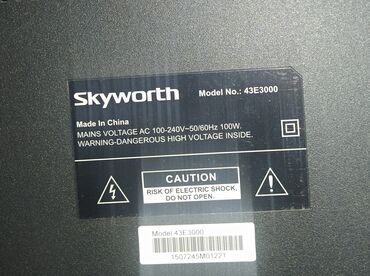 Skyworth Model No.: 43E3000
Made In China
MAINS VOLTAGE AC 100-240V~50/60Hz 100W.
WARNING-DANGEROUS HIGH VOLTAGE INSIDE.
CAUTION
RISK OF ELECTRIC SHOCK,
DO NOT OPEN.
Model 43E3000
1507245M01221